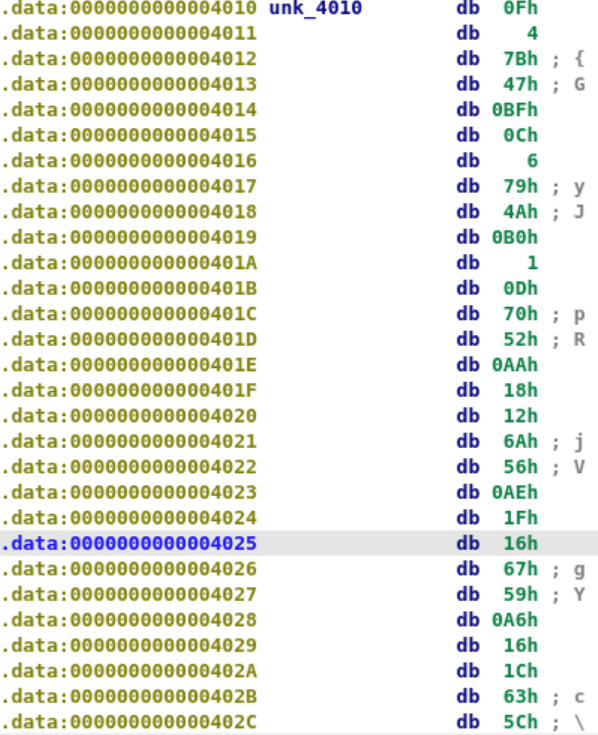 .data:0000000000004010 unk_4010 db 0Fh
.data:0000000000004011 db 4
.data:0000000000004012 db 7Bh ; {
.data:0000000000004013 db 47h ; G
.data:0000000000004014 db 0BFh
.data:0000000000004015 db 0Ch
.data:0000000000004016 db 6
.data:0000000000004017 db 79h ; y
.data:0000000000004018 db 4Ah ; J
.data:0000000000004019 db 0B0h
.data:000000000000401A db 1
.data:000000000000401B db 0Dh
.data:000000000000401C db 70h ; p
.data:000000000000401D db 52h ; R
.data:000000000000401E db 0AAh
.data:000000000000401F db 18h
.data:0000000000004020 db 12h
.data:0000000000004021 db 6Ah ; j
.data:0000000000004022 db 56h ; V
.data:0000000000004023 db 0AEh
.data:0000000000004024 db 1Fh
.data:0000000000004025 db 16h
.data:0000000000004026 db 67h ; g
.data:0000000000004027 db 59h ; Y
.data:0000000000004028 db 0A6h
.data:0000000000004029 db 16h
.data:000000000000402A db 1Ch
.data:000000000000402B db 63h ; c
.data:000000000000402C db 5Ch ; \